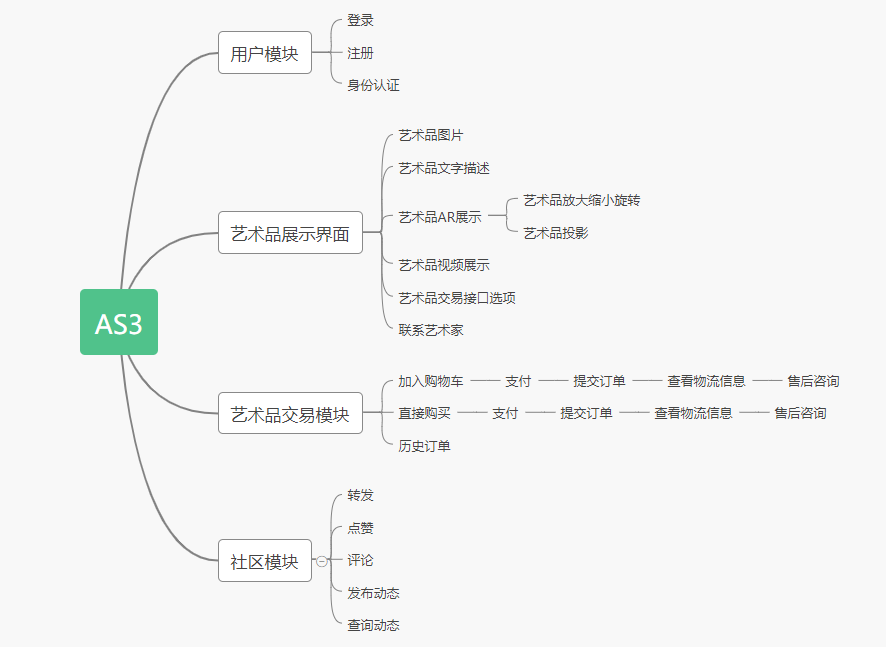 AS3
用户模块
登录
注册
身份认证
艺术品展示界面
艺术品图片
艺术品文字描述
艺术品AR展示
艺术品放大缩小旋转
艺术品投影
艺术品视频展示
艺术品交易接口选项
联系艺术家
艺术品交易模块
加入购物车 支付 提交订单 查看物流信息 售后咨询
直接购买 支付 提交订单 查看物流信息 售后咨询
历史订单
社区模块
转发
点赞
评论
发布动态
查询动态